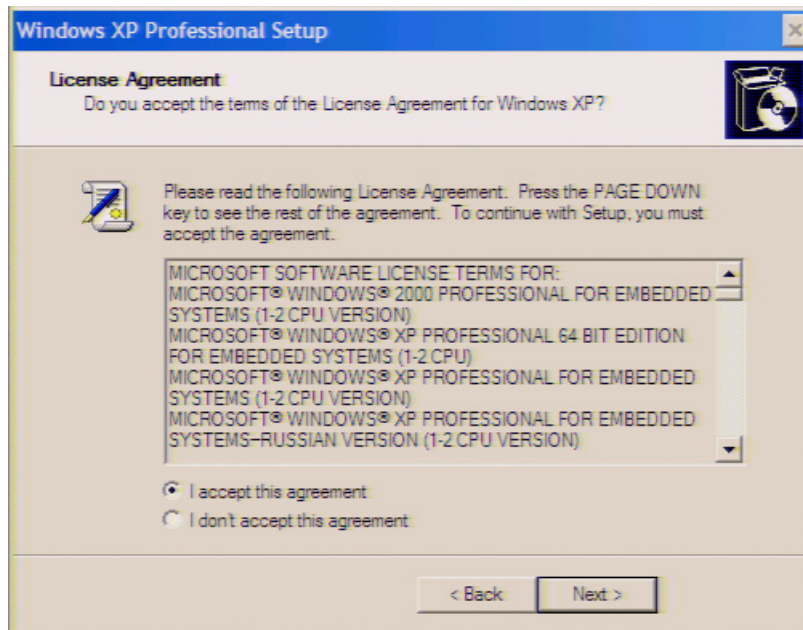 Windows XP Professional Setup
License Agreement
Do you accept the terms of the License Agreement for Windows XP?
Please read the following License Agreement. Press the PAGE DOWN
key to see the rest of the agreement. To continue with Setup, you must
accept the agreement.
MICROSOFT SOFTWARE LICENSE TERMS FOR:
MICROSOFT® WINDOWS® 2000 PROFESSIONAL FOR EMBEDDED
SYSTEMS (1-2 CPU VERSION)
MICROSOFT® WINDOWS® XP PROFESSIONAL 64 BIT EDITION
FOR EMBEDDED SYSTEMS (1-2 CPU)
MICROSOFT® WINDOWS® XP PROFESSIONAL FOR EMBEDDED
SYSTEMS (1-2 CPU VERSION)
MICROSOFT® WINDOWS® XP PROFESSIONAL FOR EMBEDDED
SYSTEMS–RUSSIAN VERSION (1-2 CPU VERSION)
I accept this agreement
I don't accept this agreement
< Back Next >